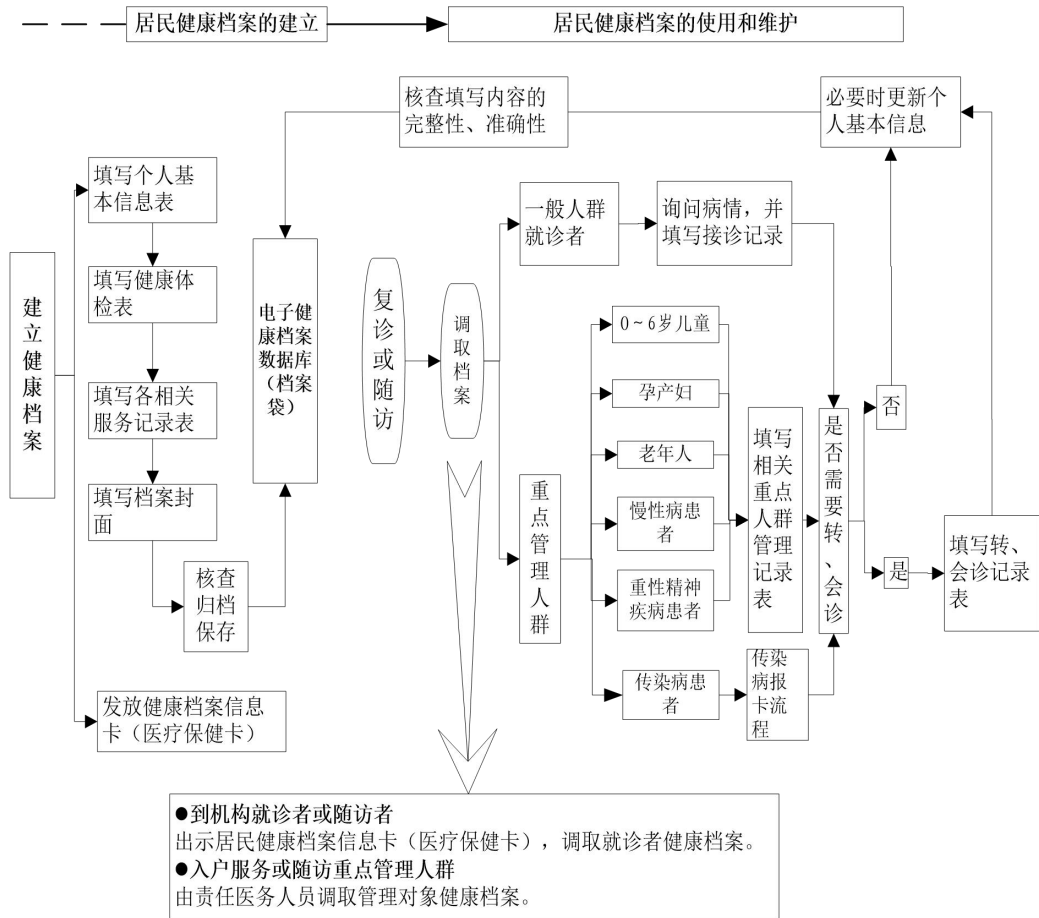 居民健康档案的建立
居民健康档案的使用和维护
核查填写内容的
完整性、准确性
必要时更新个
人基本信息
建立健康档案
填写个人基
本信息表
填写健康体
检表
填写各相关
服务记录表
填写档案封
面
核查
归档
保存
发放健康档案信息
卡（医疗保健卡）
电子健
康档案
数据库
（档案
袋）
复诊或随访
调取档案
一般人群
就诊者
询问病情，并
填写接诊记录
重点管理人群
0～6岁儿童
孕产妇
老年人
慢性病患
者
重性精神
疾病患者
传染病患
者
填写
相关
重点
人群
管理
记录
表
传染
病报
卡流
程
是否需要转、会诊
否
是
填写转、
会诊记录
表
●到机构就诊者或随访者
出示居民健康档案信息卡（医疗保健卡），调取就诊者健康档案。
●入户服务或随访重点管理人群
由责任医务人员调取管理对象健康档案。